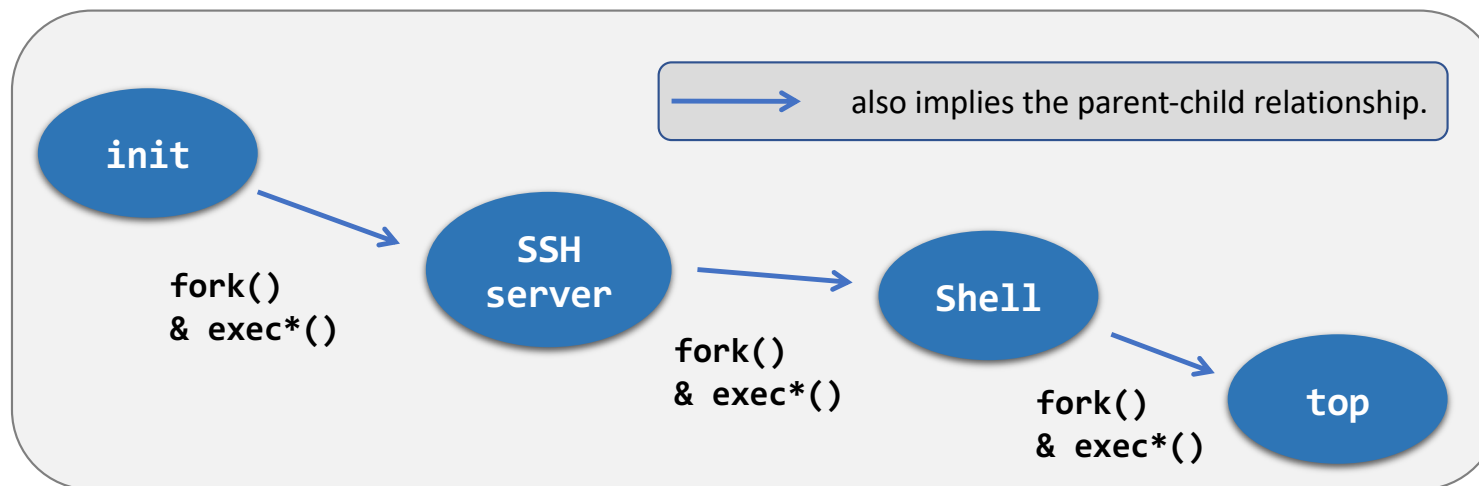 also implies the parent-child relationship.
init
SSH
server
fork()
& exec*()
Shell
fork()
& exec*()
top
fork()
& exec*()